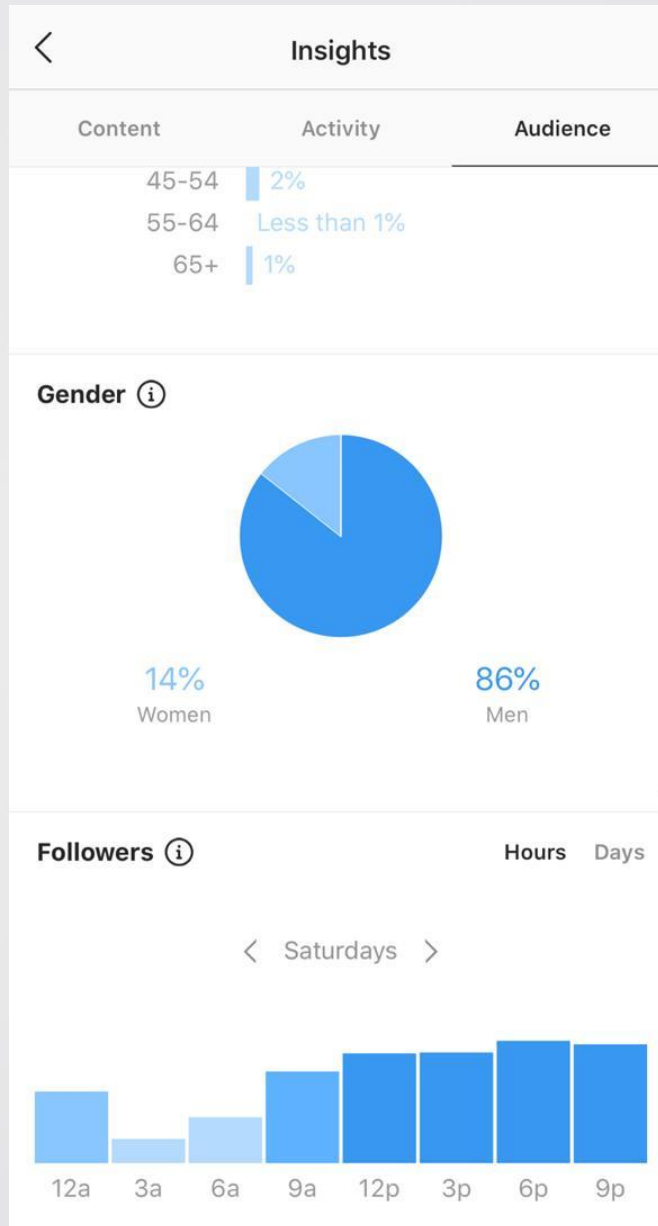 Insights
Content Activity Audience
45-54 2%
55-64 Less than 1%
65+ 1%
Gender
14% 86%
Women Men
Followers Hours Days
Saturdays
12a 3a 6a 9a 12p 3p 6p 9p